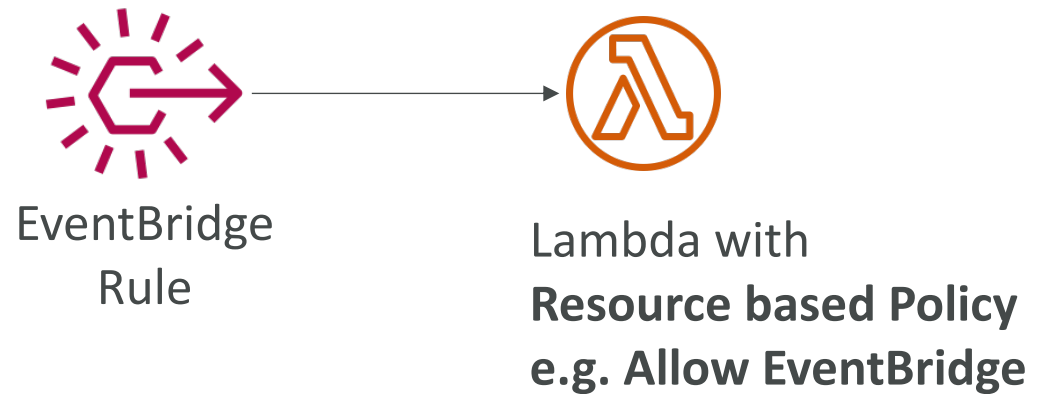 EventBridge
Rule
Lambda with
Resource based Policy
e.g. Allow EventBridge